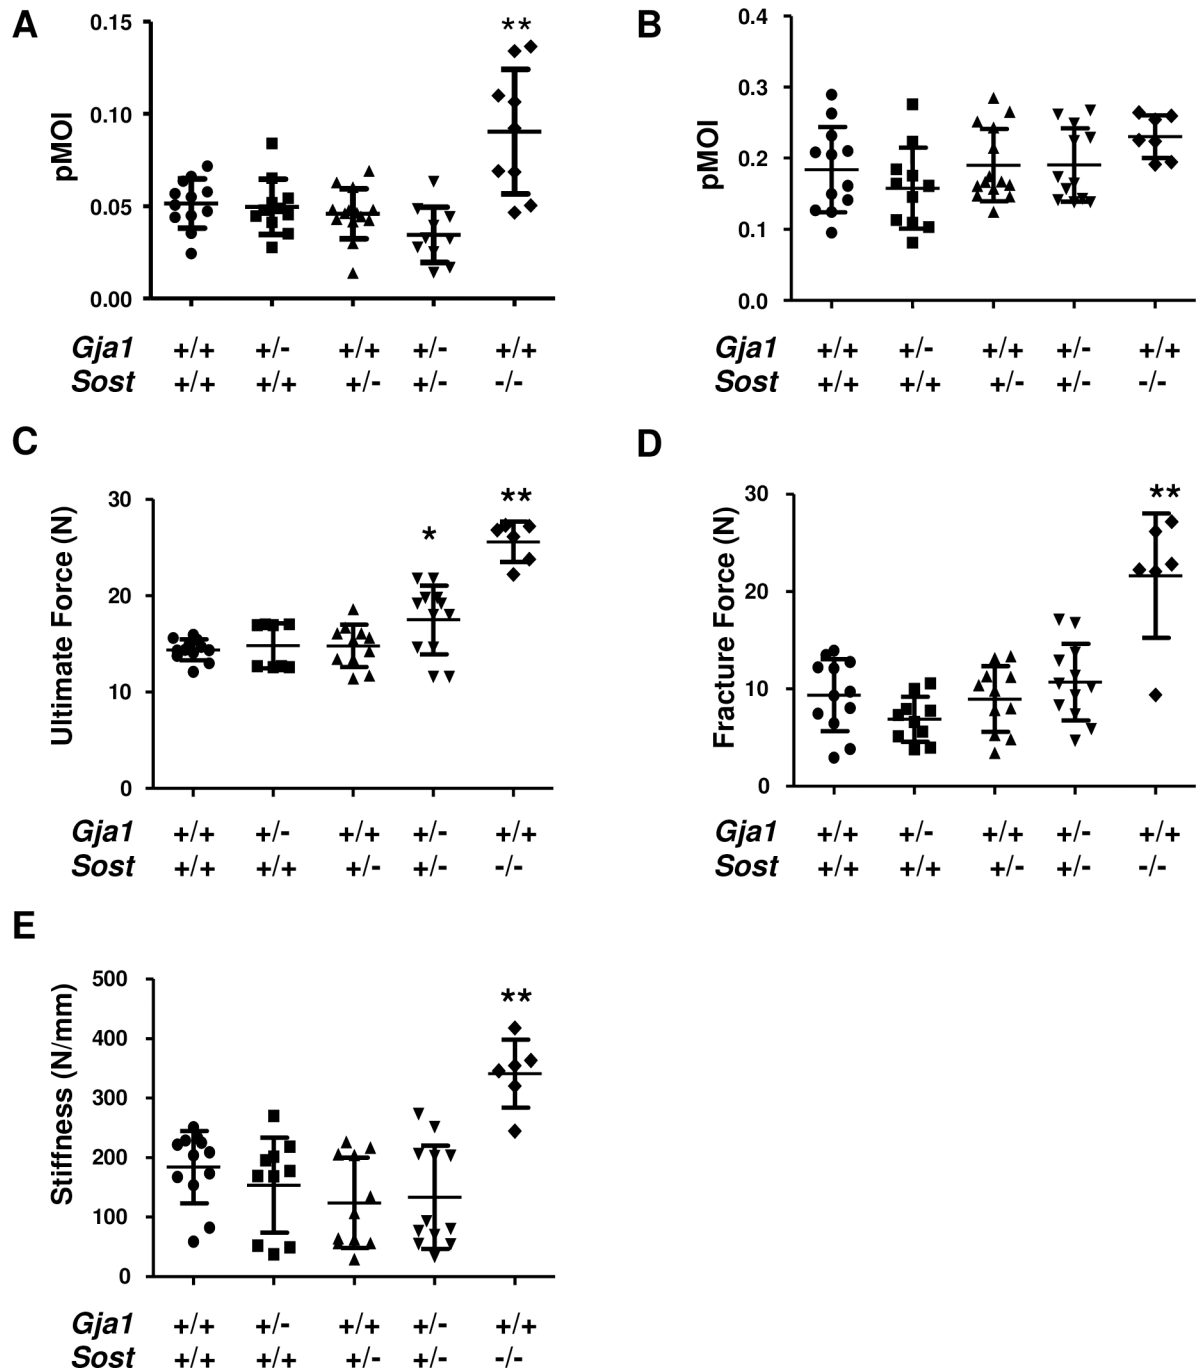 A
pMOI
0.15
0.10
0.05
0.00
**
Gja1 +/+ +/- +/+ +/- +/+
Sost +/+ +/+ +/- +/- -/-
B
pMOI
0.4
0.3
0.2
0.1
0.0
Gja1 +/+ +/- +/+ +/- +/+
Sost +/+ +/+ +/- +/- -/-
C
Ultimate Force (N)
30
20
10
0
*
**
Gja1 +/+ +/- +/+ +/- +/+
Sost +/+ +/+ +/- +/- -/-
D
Fracture Force (N)
30
20
10
0
**
Gja1 +/+ +/- +/+ +/- +/+
Sost +/+ +/+ +/- +/- -/-
E
Stiffness (N/mm)
500
400
300
200
100
0
**
Gja1 +/+ +/- +/+ +/- +/+
Sost +/+ +/+ +/- +/- -/-